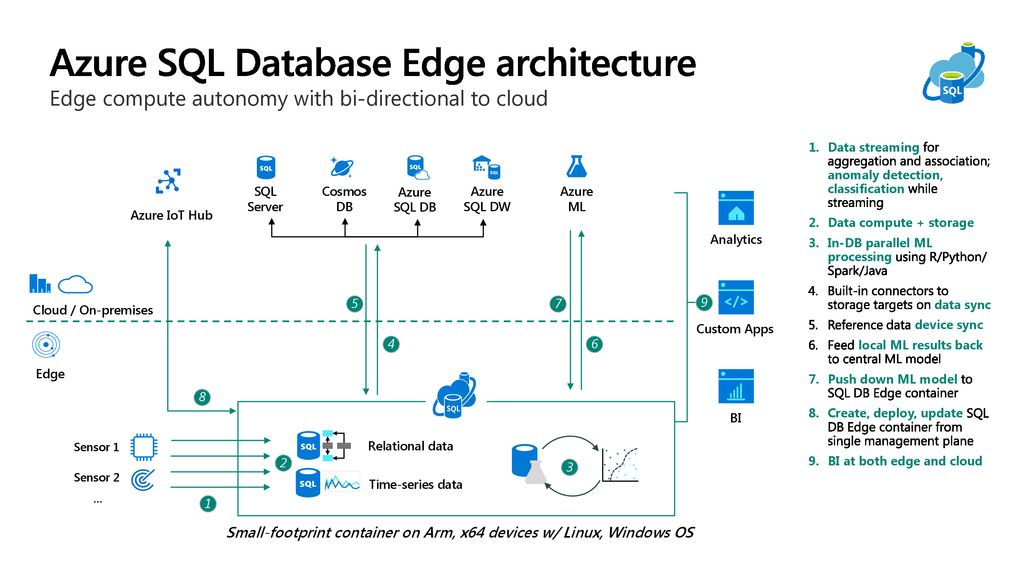 Azure SQL Database Edge architecture
Edge compute autonomy with bi-directional to cloud
SQL
Azure IoT Hub
SQL
SQL
Server
Cosmos
DB
SQL
Azure
SQL DB
SQL
Azure
SQL DW
Azure
ML
Analytics
Cloud / On-premises
5
7
9
</>
Custom Apps
4
6
Edge
8
SQL
BI
Sensor 1
Sensor 2
...
1
2
SQL
Relational data
SQL
Time-series data
3
Small-footprint container on Arm, x64 devices w/ Linux, Windows OS
1. Data streaming for
aggregation and association;
anomaly detection,
classification while
streaming
2. Data compute + storage
3. In-DB parallel ML
processing using R/Python/
Spark/Java
4. Built-in connectors to
storage targets on data sync
5. Reference data device sync
6. Feed local ML results back
to central ML model
7. Push down ML model to
SQL DB Edge container
8. Create, deploy, update SQL
DB Edge container from
single management plane
9. BI at both edge and cloud